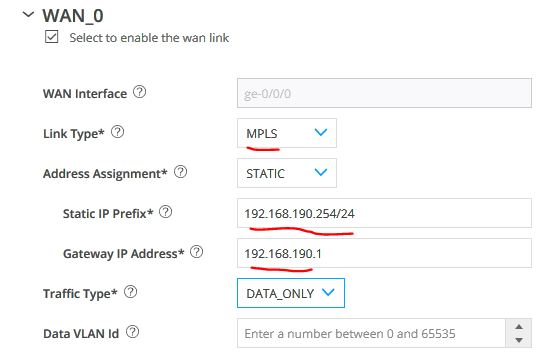 WAN_0
Select to enable the wan link
WAN Interface ge-0/0/0
Link Type* MPLS
Address Assignment* STATIC
Static IP Prefix* 192.168.190.254/24
Gateway IP Address* 192.168.190.1
Traffic Type* DATA_ONLY
Data VLAN Id Enter a number between 0 and 65535